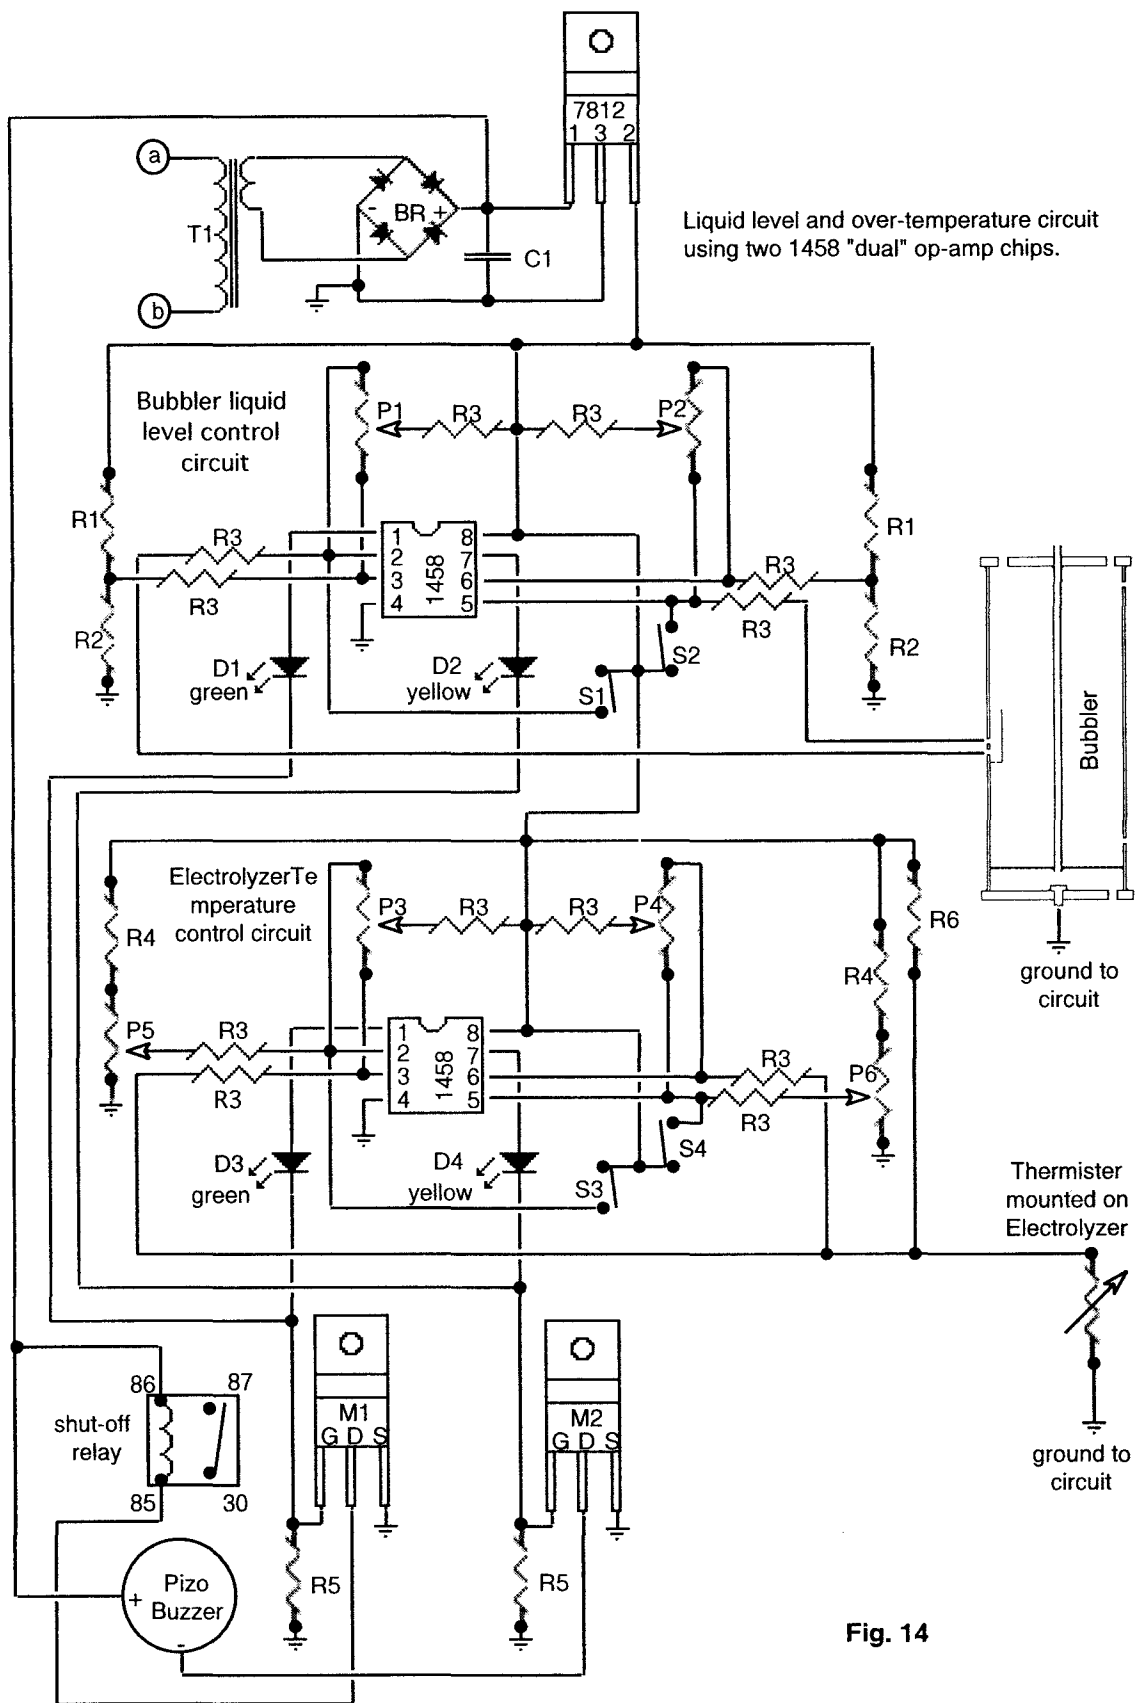 7812
1 3 2
a
T1
BR
-
+
C1
b
Liquid level and over-temperature circuit
using two 1458 "dual" op-amp chips.
Bubbler liquid
level control
circuit
P1
R3
R3
P2
R1
R3
R3
R2
1
2
3
4
1458
8
7
6
5
R1
R3
R3
R2
D1
green
D2
yellow
S1
S2
Bubbler
ground to
circuit
ElectrolyzerTe
mperature
control circuit
P3
R3
R3
P4
R6
R4
R4
P5
R3
R3
1
2
3
4
1458
8
7
6
5
R3
R3
P6
D3
green
D4
yellow
S3
S4
Thermister
mounted on
Electrolyzer
ground to
circuit
86
87
shut-off
relay
85
30
M1
G D S
M2
G D S
Pizo
Buzzer
+
-
R5
R5
Fig. 14